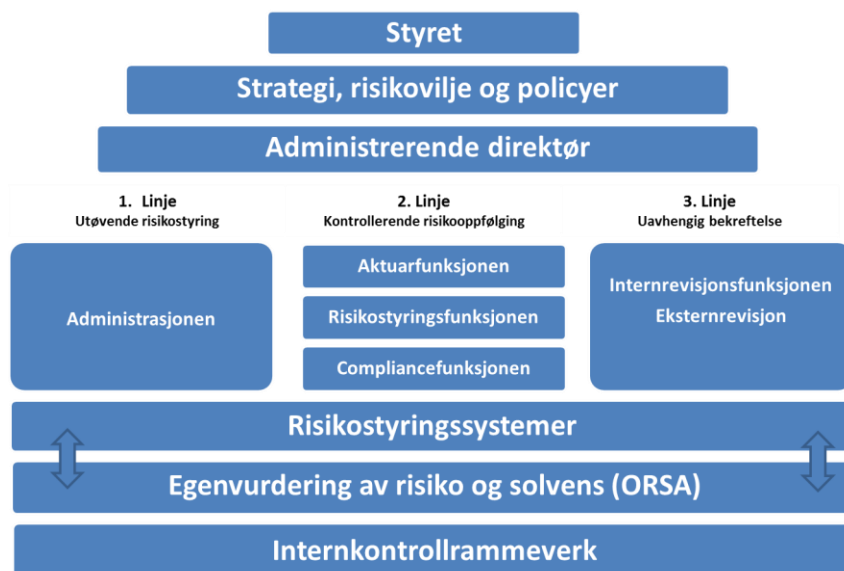 Styret
Strategi, risikovilje og policyer
Administrerende direktør
1. Linje
Utøvende risikostyring
2. Linje
Kontrollerende risikooppfølging
3. Linje
Uavhengig bekreftelse
Administrasjonen
Aktuarfunksjonen
Risikostyringsfunksjonen
Compliancefunksjonen
Internrevisjonsfunksjonen
Eksternrevisjon
Risikostyringssystemer
Egenvurdering av risiko og solvens (ORSA)
Internkontrollrammeverk